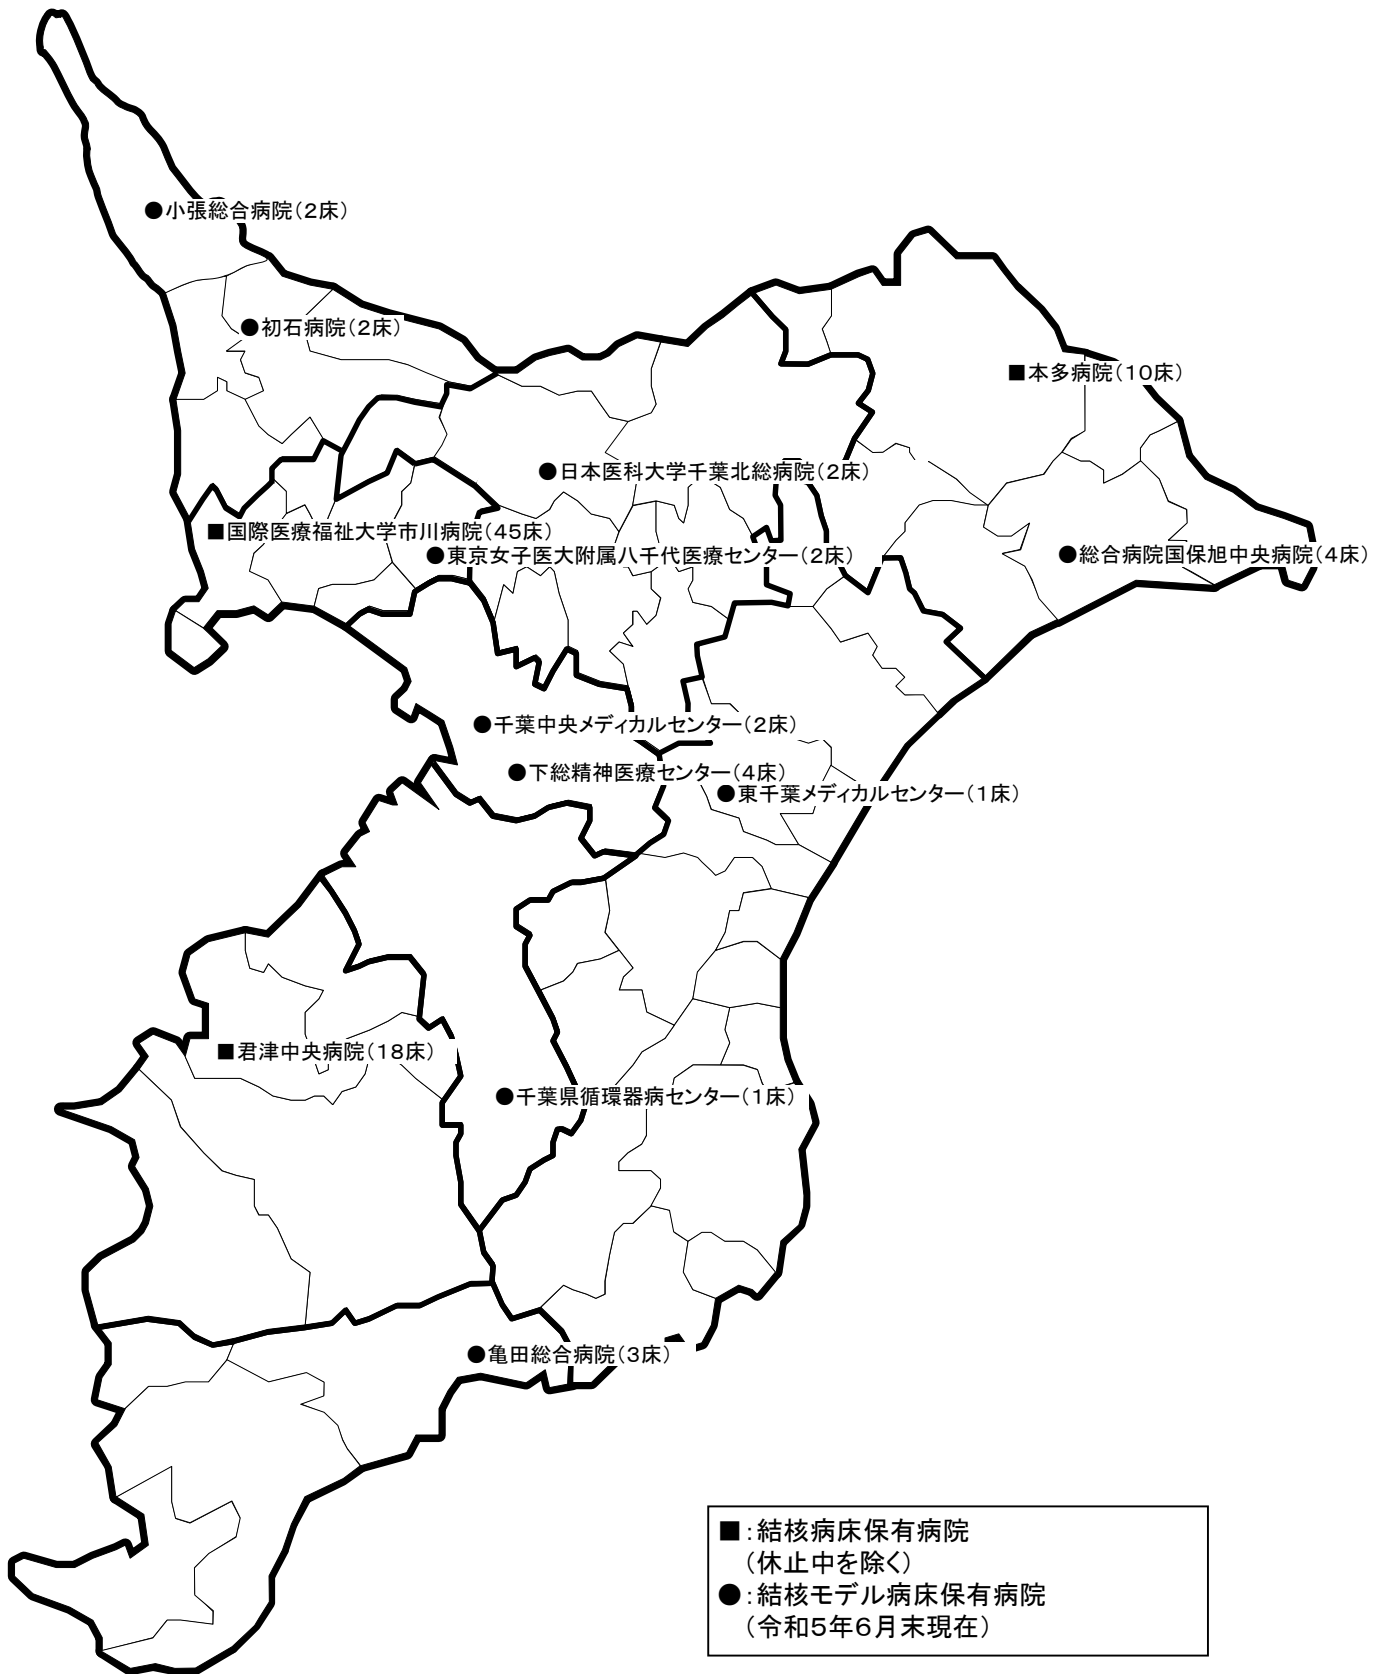 ●小張総合病院（2床）
●初石病院（2床）
■本多病院（10床）
●日本医科大学千葉北総病院（2床）
■国際医療福祉大学市川病院（45床）
●東京女子医大附属八千代医療センター（2床）
●総合病院国保旭中央病院（4床）
●千葉中央メディカルセンター（2床）
●下総精神医療センター（4床）
●東千葉メディカルセンター（1床）
■君津中央病院（18床）
●千葉県循環器病センター（1床）
●亀田総合病院（3床）
■：結核病床保有病院
（休止中を除く）
●：結核モデル病床保有病院
（令和5年6月末現在）